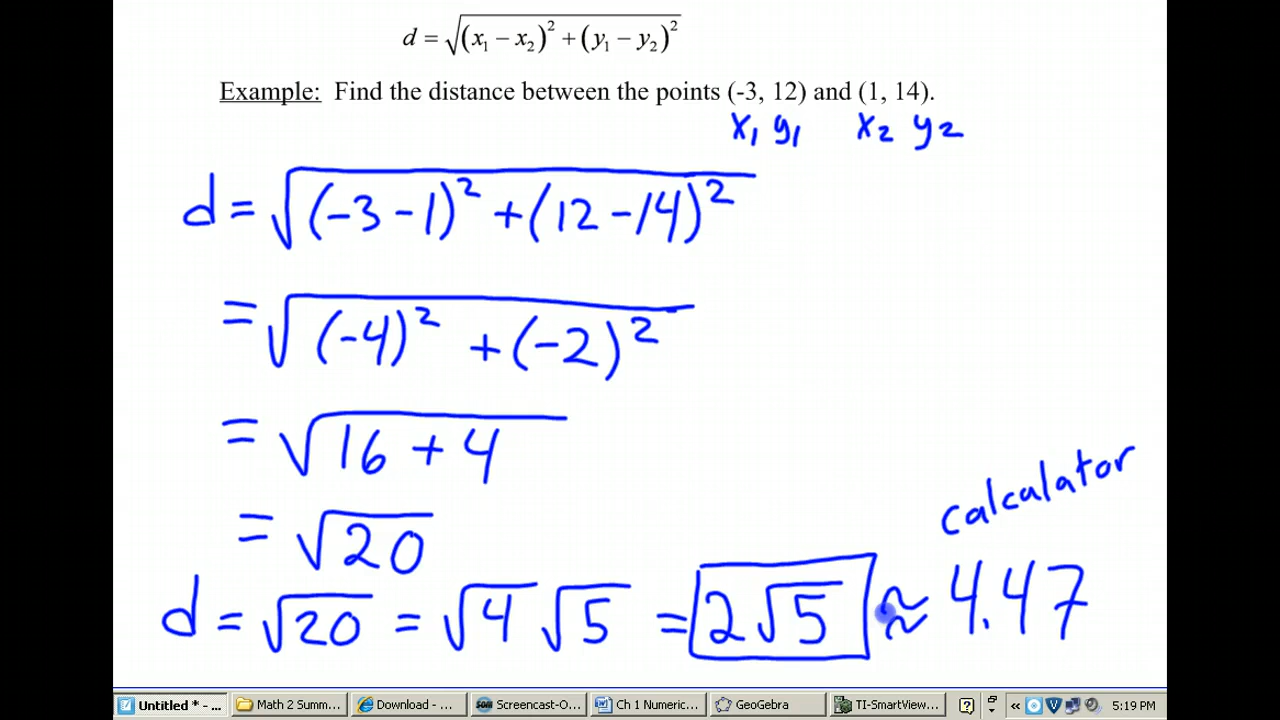 d = √(x₁ − x₂)² + (y₁ − y₂)²
Example: Find the distance between the points (-3, 12) and (1, 14).
x₁ y₁ x₂ y₂
d = √(-3 - 1)² + (12 - 14)²
= √(-4)² + (-2)²
= √16 + 4
= √20
calculator
d = √20 = √4 √5 = 2√5 ≈ 4.47
Untitled * - ... Math 2 Summ... Download - ... Screencast-O... Ch 1 Numeric... GeoGebra TI-SmartView... « 5:19 PM